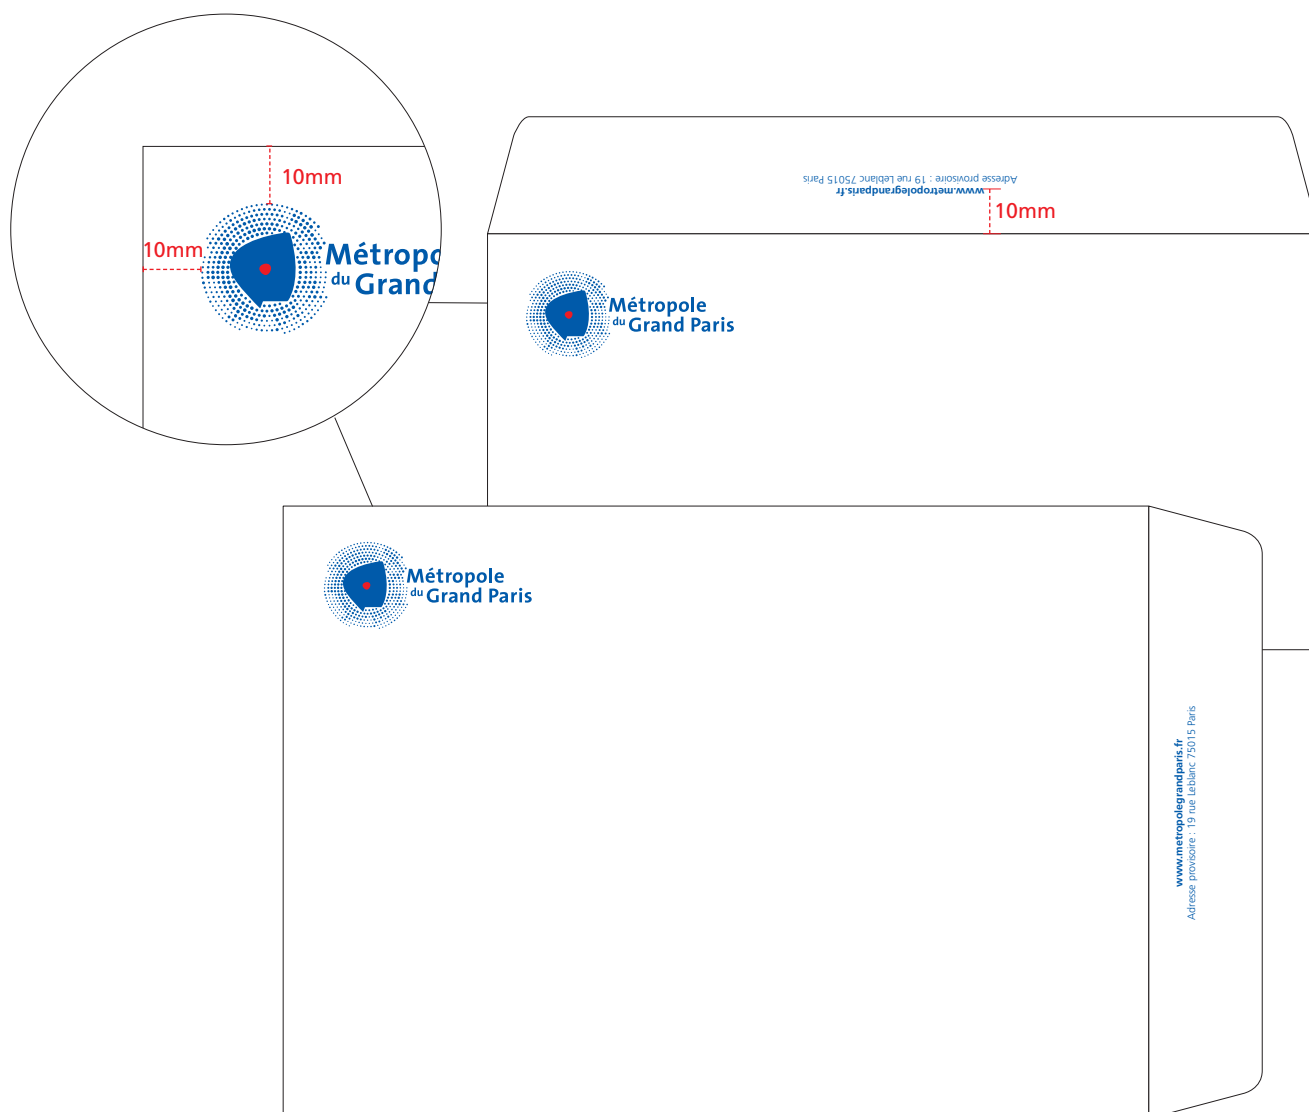 10mm
10mm
Métropo
du Grand
Adresse provisoire : 19 rue Leblanc 75015 Paris
www.metropolegrandparis.fr
10mm
Métropole
du Grand Paris
Métropole
du Grand Paris
www.metropolegrandparis.fr
Adresse provisoire : 19 rue Leblanc 75015 Paris